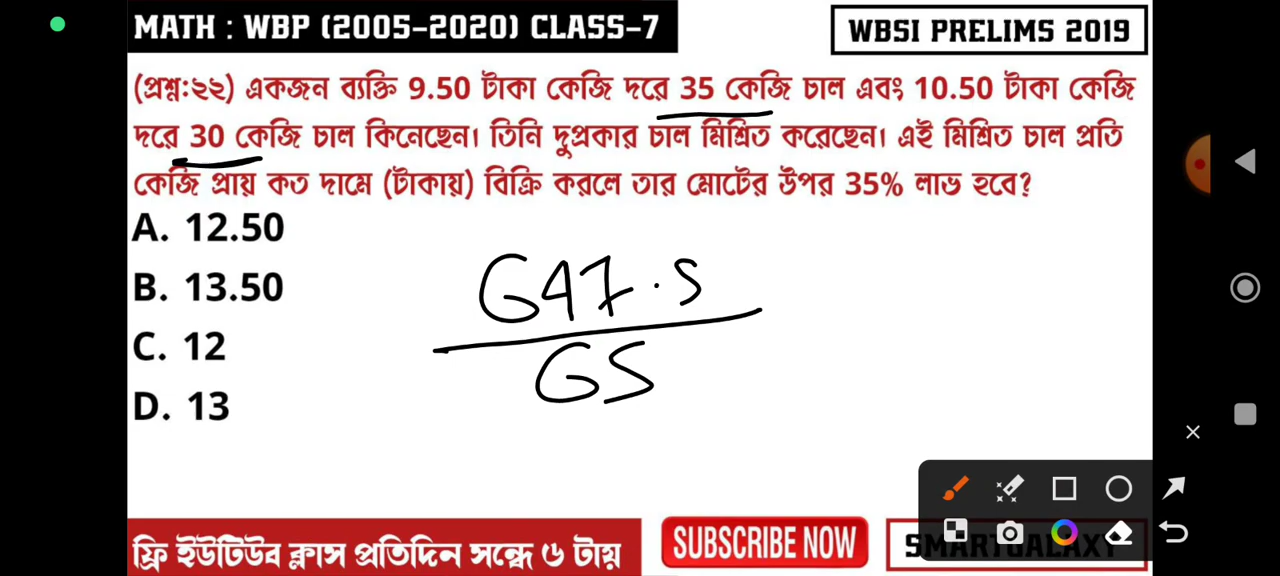 MATH : WBP (2005-2020) CLASS-7
WBSI PRELIMS 2019
(প্রশ্ন:২২) একজন ব্যক্তি 9.50 টাকা কেজি দরে 35 কেজি চাল এবং 10.50 টাকা কেজি
দরে 30 কেজি চাল কিনেছেন। তিনি দুপ্রকার চাল মিশ্রিত করেছেন। এই মিশ্রিত চাল প্রতি
কেজি প্রায় কত দামে (টাকায়) বিক্রি করলে তার মোটের উপর 35% লাভ হবে?
A. 12.50
B. 13.50
C. 12
D. 13
647.5
65
ফ্রি ইউটিউব ক্লাস প্রতিদিন সন্ধে ৬ টায়
SUBSCRIBE NOW
SMARTGALAXY